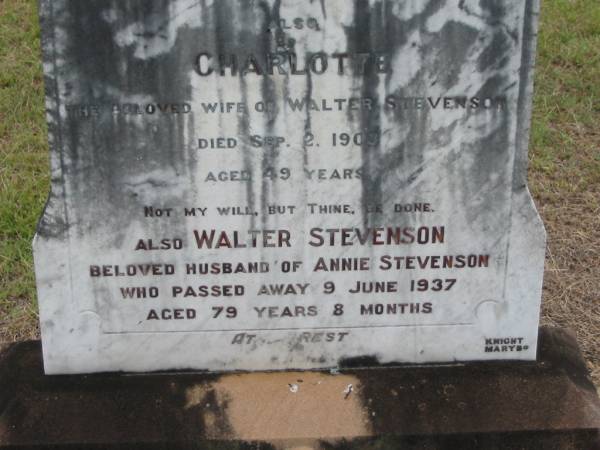 ALSO
CHARLOTTE
THE BELOVED WIFE OF WALTER STEVENSON
DIED SEP. 2. 190
AGED 49 YEARS
NOT MY WILL, BUT THINE, BE DONE.
ALSO WALTER STEVENSON
BELOVED HUSBAND OF ANNIE STEVENSON
WHO PASSED AWAY 9 JUNE 1937
AGED 79 YEARS 8 MONTHS
AT REST
KNIGHT
MARYBO